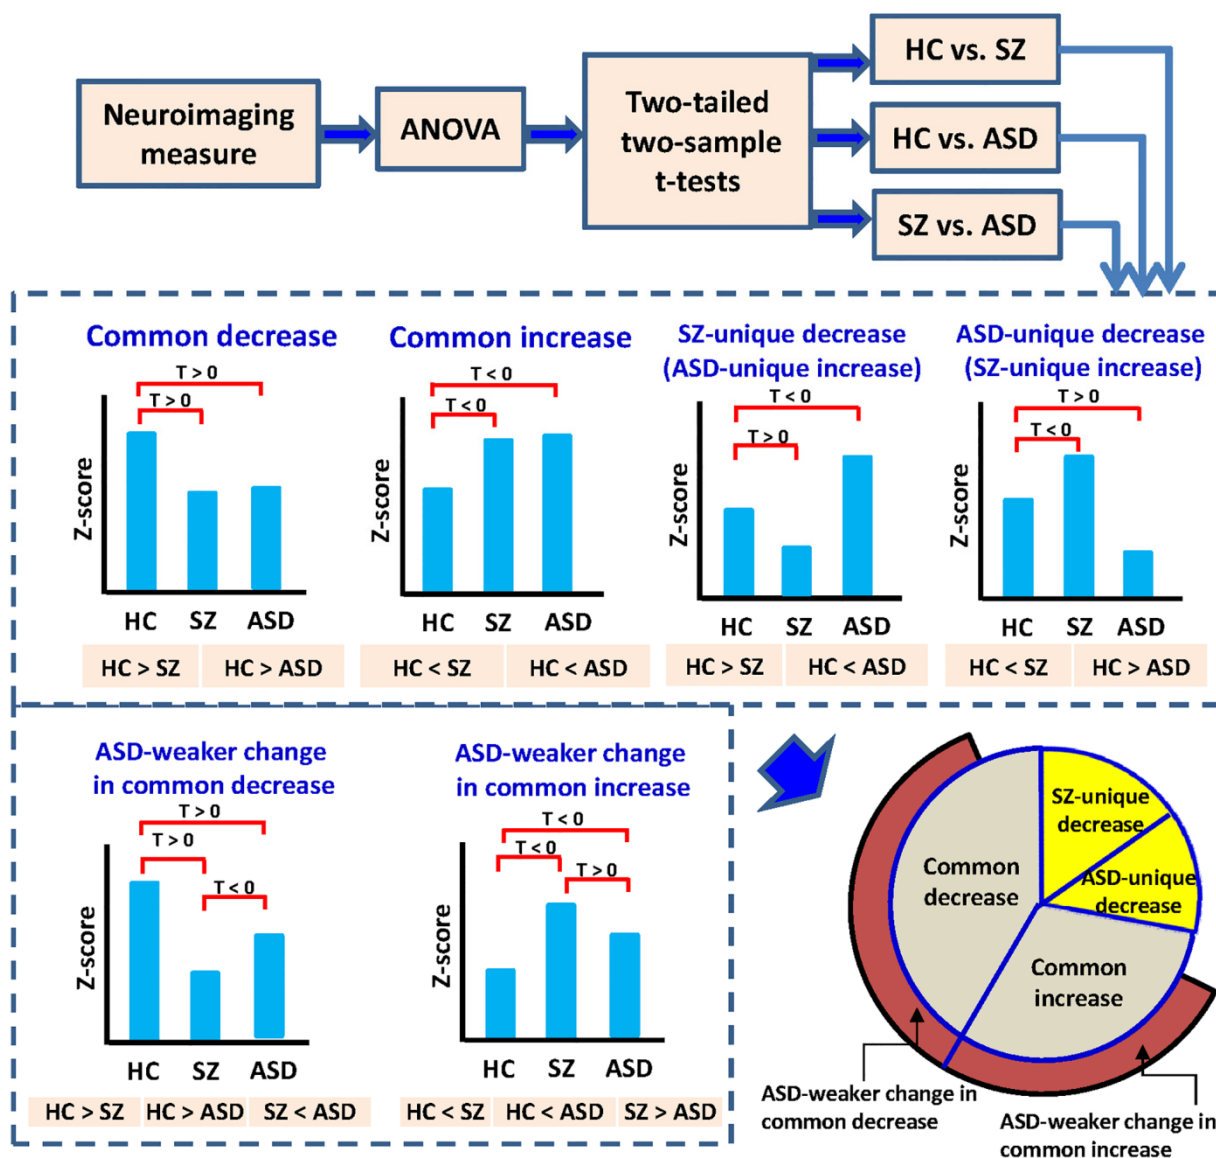 Neuroimaging
measure
ANOVA
Two-tailed
two-sample
t-tests
HC vs. SZ
HC vs. ASD
SZ vs. ASD
Common decrease
T > 0
T > 0
Z-score
HC SZ ASD
HC > SZ HC > ASD
Common increase
T < 0
T < 0
Z-score
HC SZ ASD
HC < SZ HC < ASD
SZ-unique decrease
(ASD-unique increase)
T < 0
T > 0
Z-score
HC SZ ASD
HC > SZ HC < ASD
ASD-unique decrease
(SZ-unique increase)
T > 0
T < 0
Z-score
HC SZ ASD
HC < SZ HC > ASD
ASD-weaker change
in common decrease
T > 0
T > 0
T < 0
Z-score
HC SZ ASD
HC > SZ HC > ASD SZ < ASD
ASD-weaker change
in common increase
T < 0
T < 0
T > 0
Z-score
HC SZ ASD
HC < SZ HC < ASD SZ > ASD
SZ-unique
decrease
ASD-unique
decrease
Common
decrease
Common
increase
ASD-weaker change in
common decrease
ASD-weaker change in
common increase